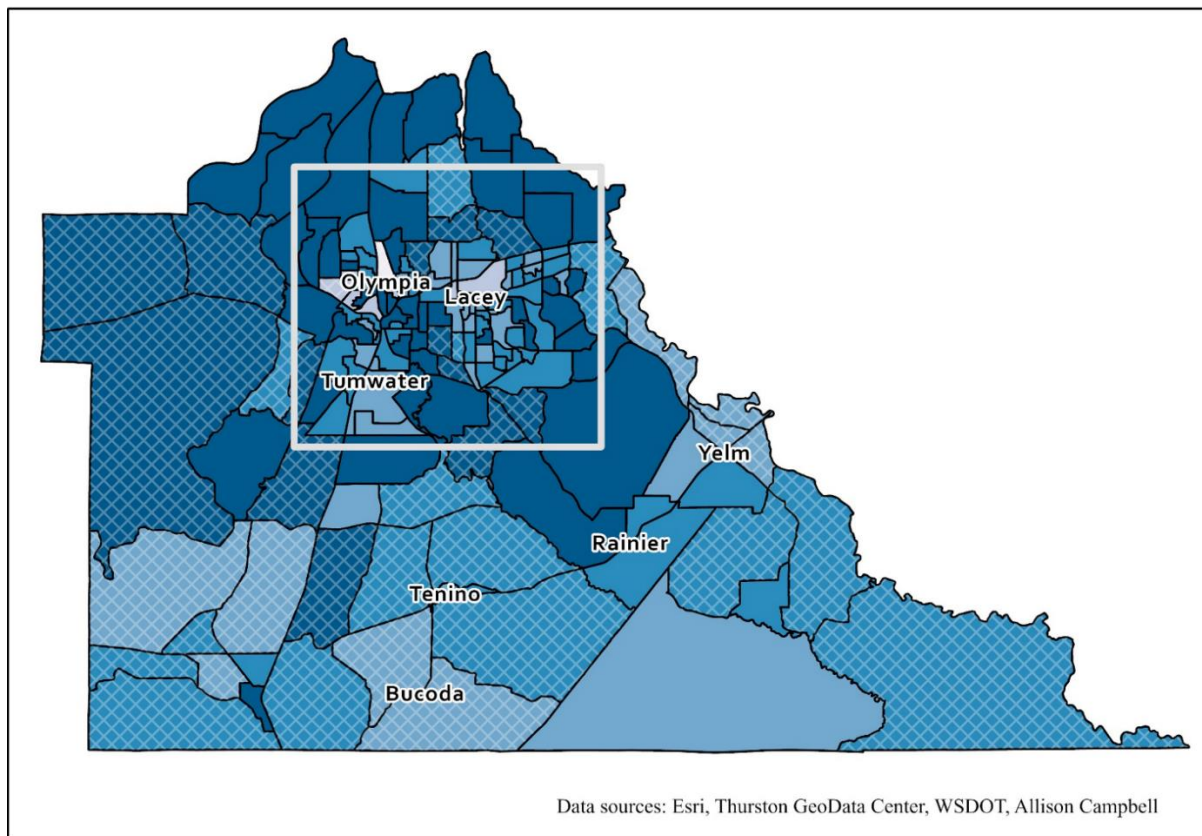 Olympia
Lacey
Tumwater
Yelm
Rainier
Tenino
Bucoda
Data sources: Esri, Thurston GeoData Center, WSDOT, Allison Campbell